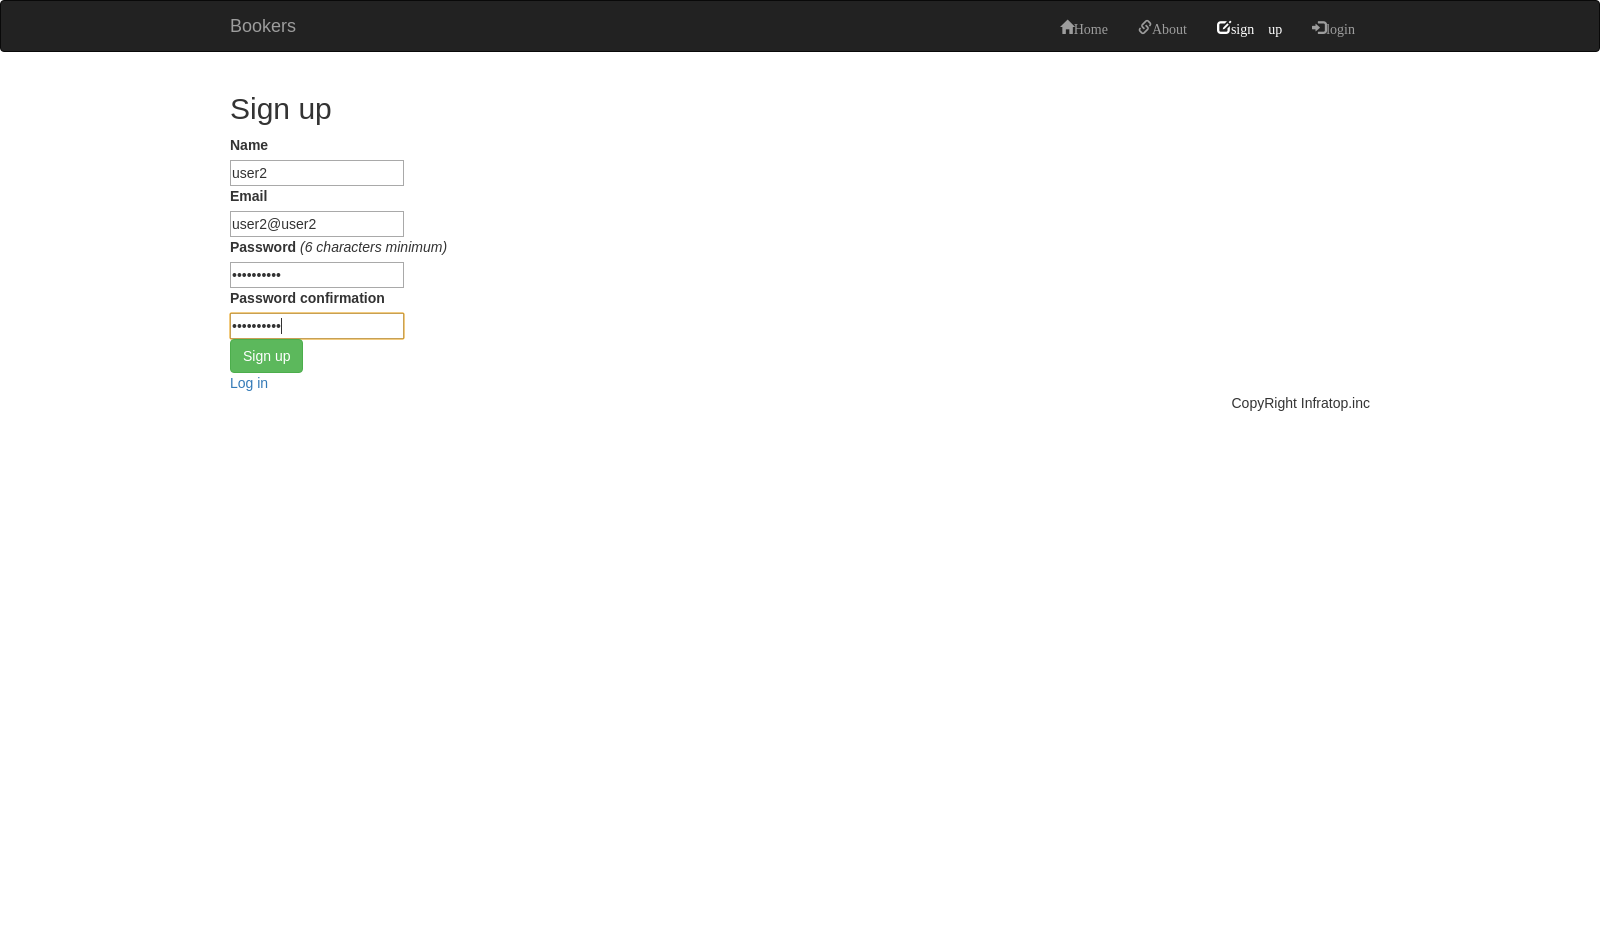 Bookers Home About sign up login
Sign up
Name
user2
Email
user2@user2
Password (6 characters minimum)
••••••••••
Password confirmation
••••••••••
Sign up
Log in
CopyRight Infratop.inc